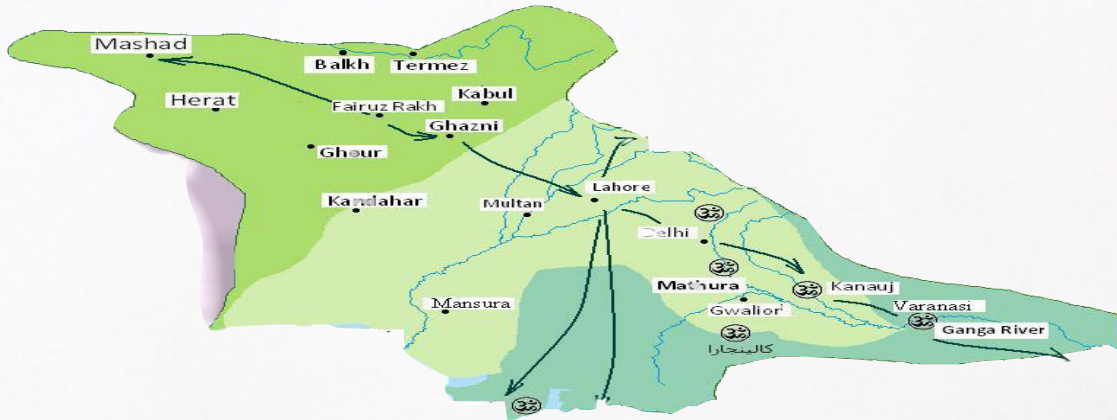 Mashad
Balkh
Termez
Herat
Fairuz Rakh
Kabul
Ghazni
Ghour
Kandahar
Multan
Lahore
Delhi
Mansura
Mathura
Kanauj
Gwalior
Varanasi
Ganga River
كالينجارا
ॐ
ॐ
ॐ
ॐ
ॐ
ॐ